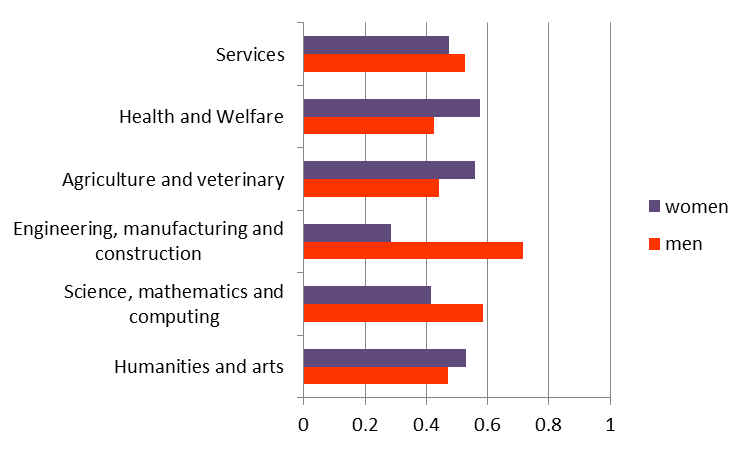 Services
Health and Welfare
Agriculture and veterinary
Engineering, manufacturing and
construction
Science, mathematics and
computing
Humanities and arts
women
men
0 0.2 0.4 0.6 0.8 1